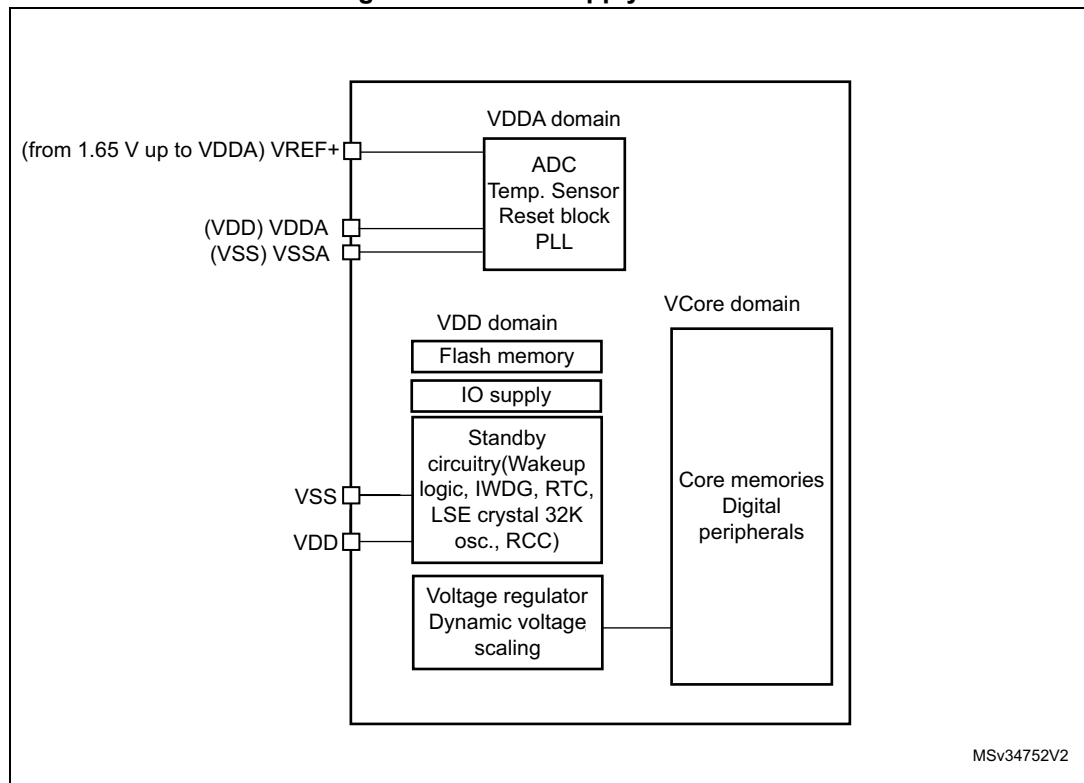 pply
VDDA domain
(from 1.65 V up to VDDA) VREF+
ADC
Temp. Sensor
Reset block
PLL
(VDD) VDDA
(VSS) VSSA
VCore domain
VDD domain
Flash memory
IO supply
Standby
circuitry(Wakeup
logic, IWDG, RTC,
LSE crystal 32K
osc., RCC)
VSS
VDD
Core memories
Digital
peripherals
Voltage regulator
Dynamic voltage
scaling
MSv34752V2